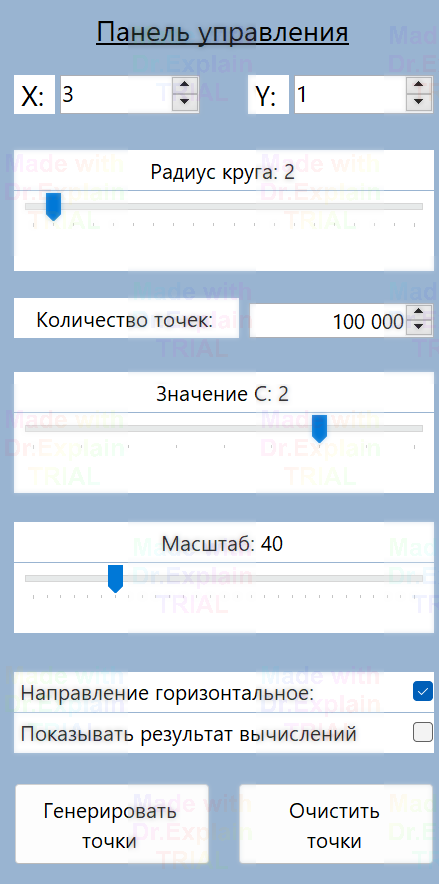 Панель управления
X: 3 Y: 1
Радиус круга: 2
Количество точек: 100 000
Значение С: 2
Масштаб: 40
Направление горизонтальное:
Показывать результат вычислений
Генерировать точки
Очистить точки
Made with
Dr.Explain
TRIAL